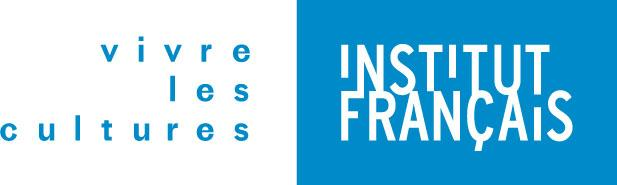 vivre
les
cultures
INSTITUT
FRANÇAIS